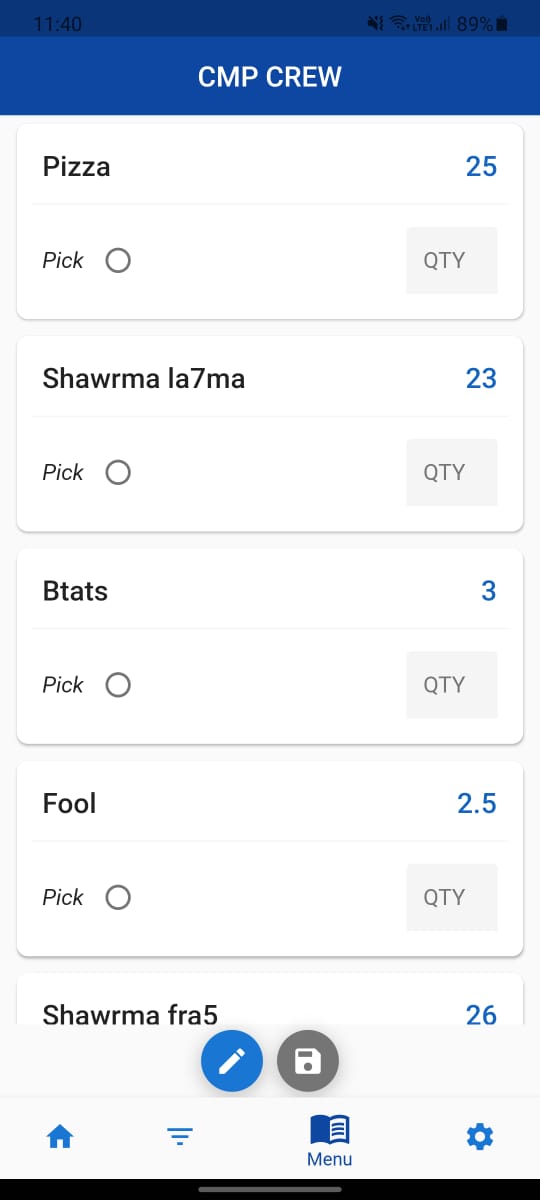 11:40
Vo))
LTE1
89%
CMP CREW
Pizza 25
Pick QTY
Shawrma la7ma 23
Pick QTY
Btats 3
Pick QTY
Fool 2.5
Pick QTY
Shawrma fra5 26
Menu